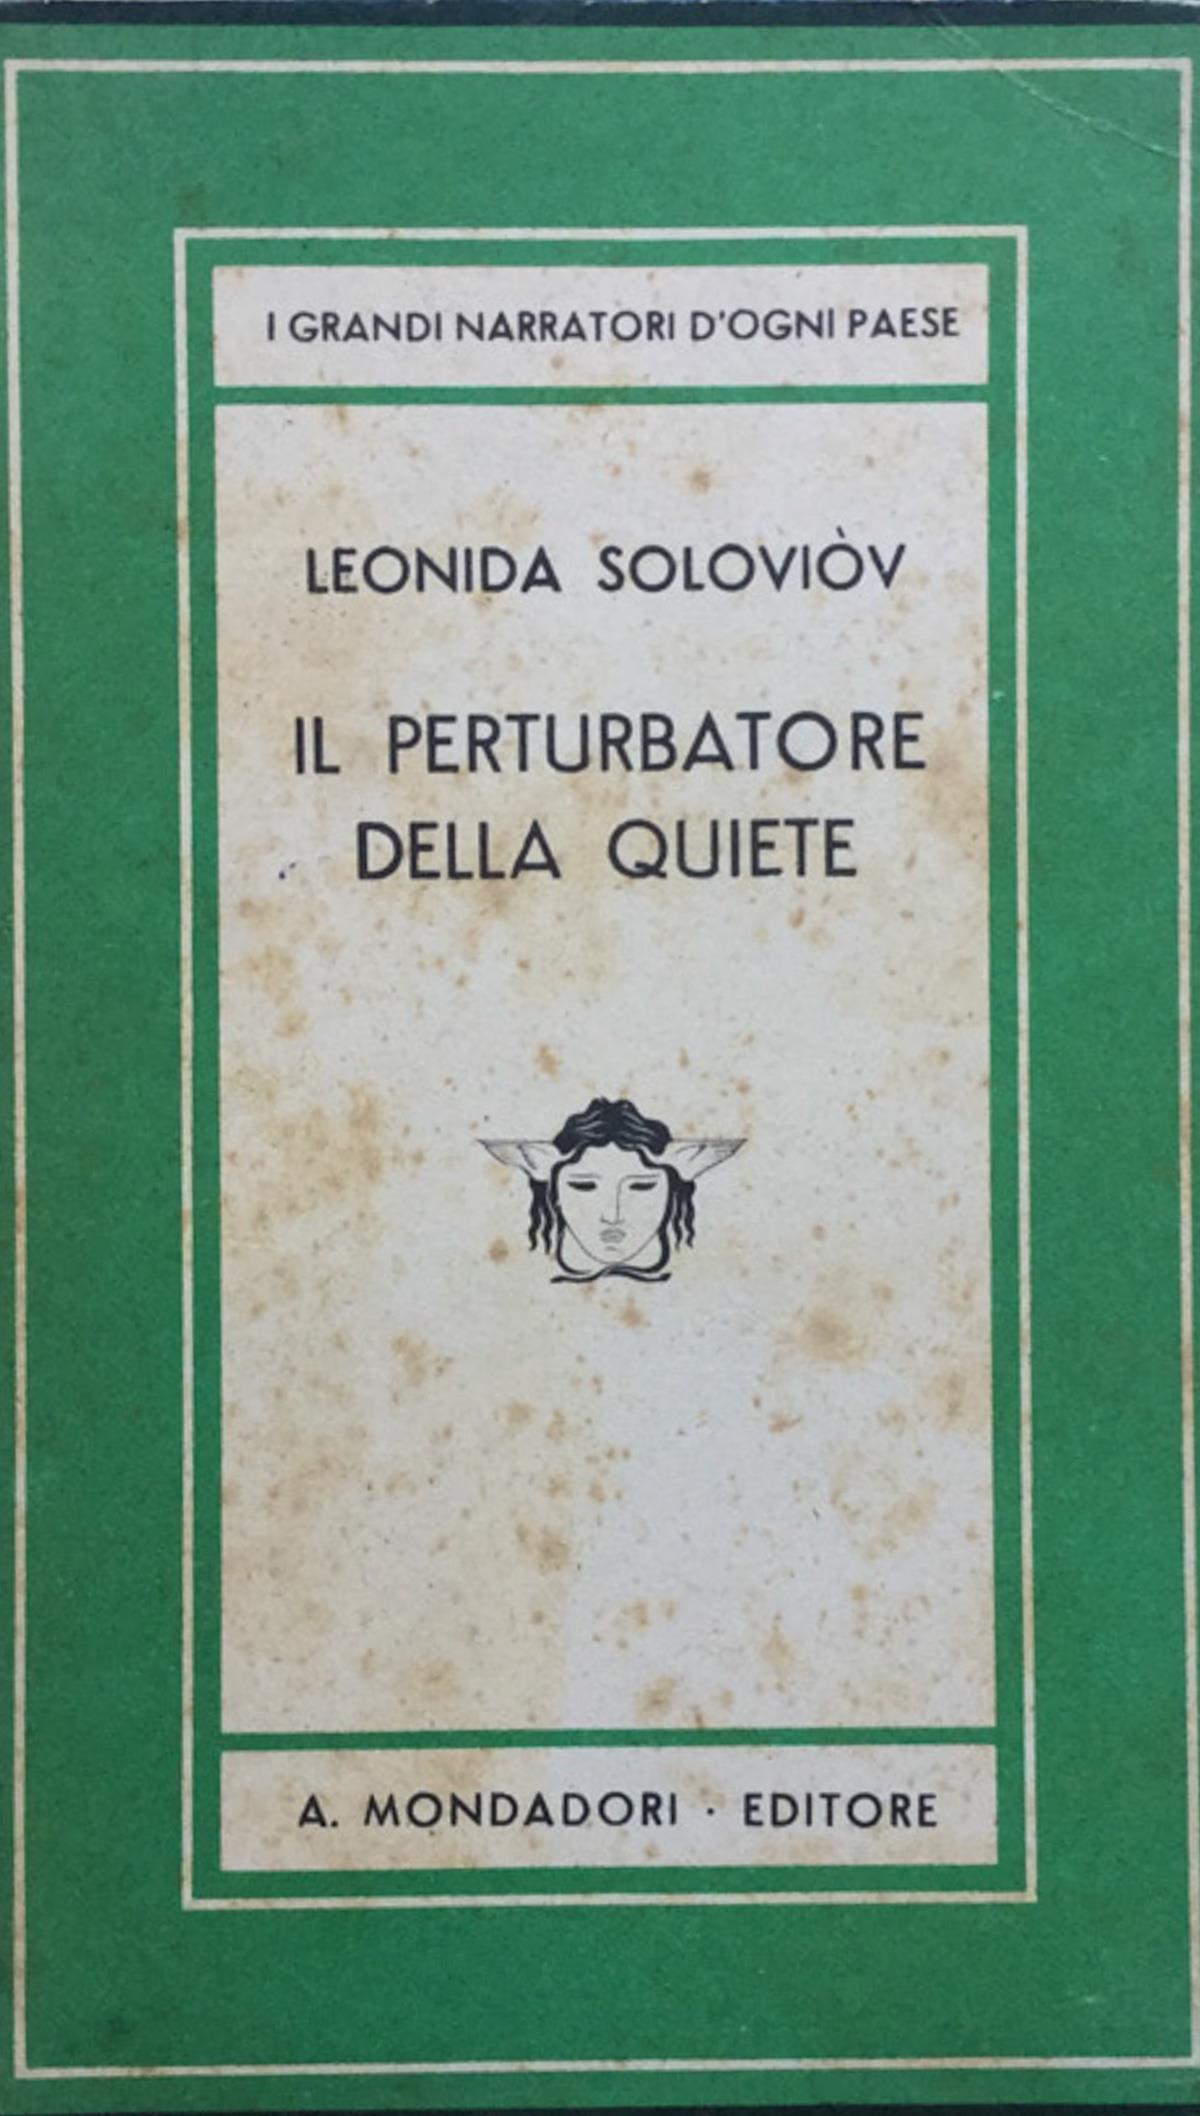 I GRANDI NARRATORI D'OGNI PAESE
LEONIDA SOLOVIÒV
IL PERTURBATORE
DELLA QUIETE
A. MONDADORI · EDITORE